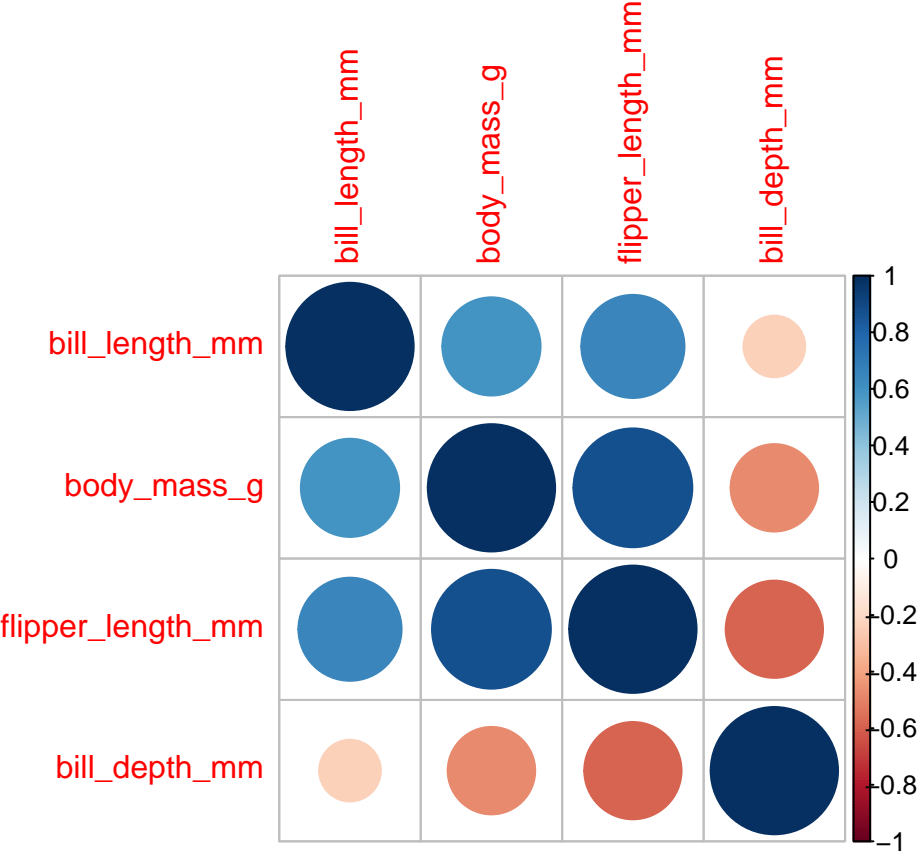 bill_length_mm
body_mass_g
flipper_length_mm
bill_depth_mm
bill_length_mm
body_mass_g
flipper_length_mm
bill_depth_mm
1
0.8
0.6
0.4
0.2
0
−0.2
−0.4
−0.6
−0.8
−1